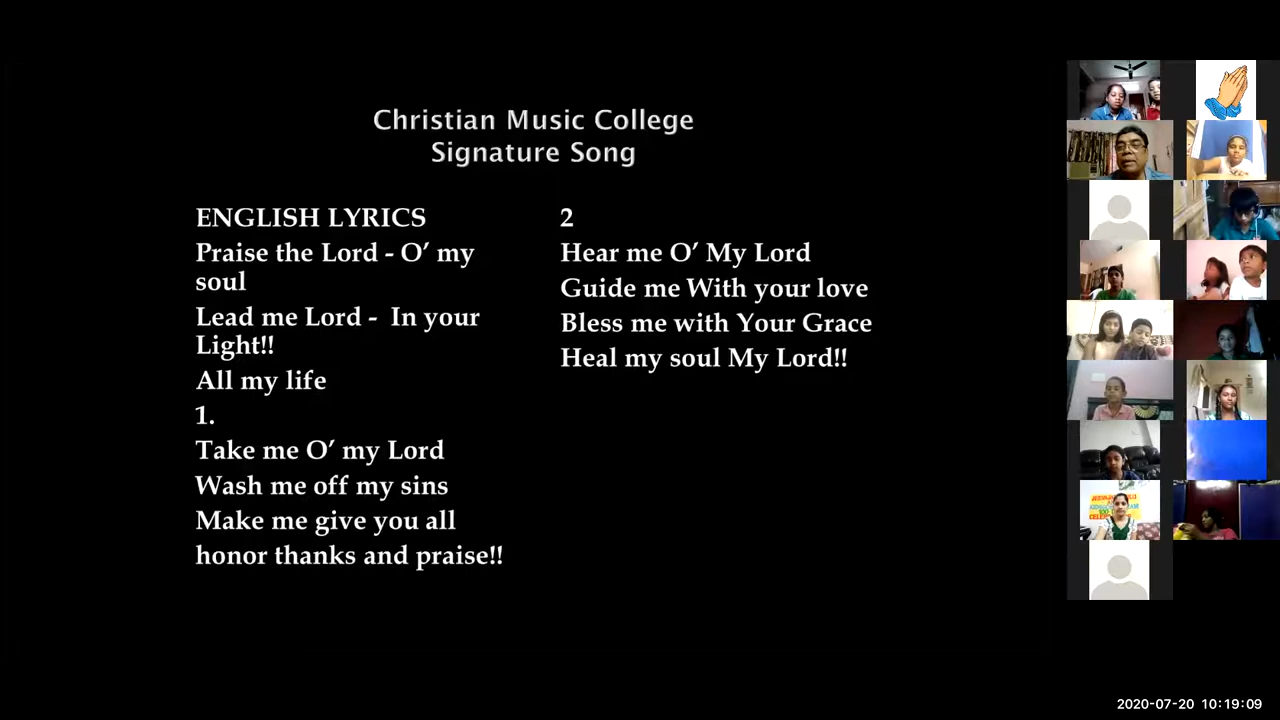 Christian Music College
Signature Song
ENGLISH LYRICS
Praise the Lord - O’ my
soul
Lead me Lord - In your
Light!!
All my life
1.
Take me O’ my Lord
Wash me off my sins
Make me give you all
honor thanks and praise!!
2
Hear me O’ My Lord
Guide me With your love
Bless me with Your Grace
Heal my soul My Lord!!
2020-07-20 10:19:09